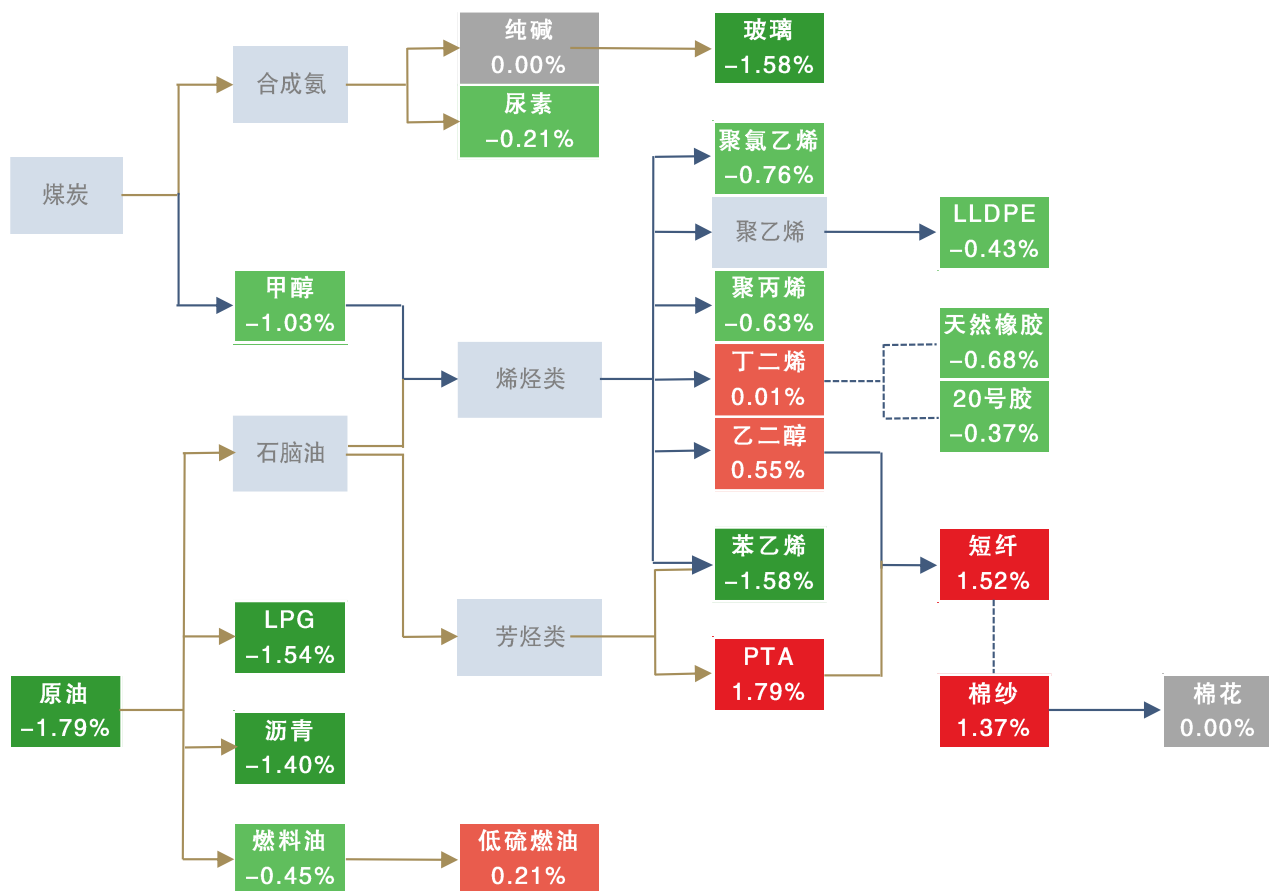 纯碱
0.00%
玻璃
-1.58%
合成氨
尿素
-0.21%
聚氯乙烯
-0.76%
煤炭
聚乙烯
LLDPE
-0.43%
甲醇
-1.03%
聚丙烯
-0.63%
天然橡胶
-0.68%
烯烃类
丁二烯
0.01%
20号胶
-0.37%
石脑油
乙二醇
0.55%
苯乙烯
-1.58%
短纤
1.52%
LPG
-1.54%
芳烃类
PTA
1.79%
原油
-1.79%
棉纱
1.37%
棉花
0.00%
沥青
-1.40%
燃料油
-0.45%
低硫燃油
0.21%